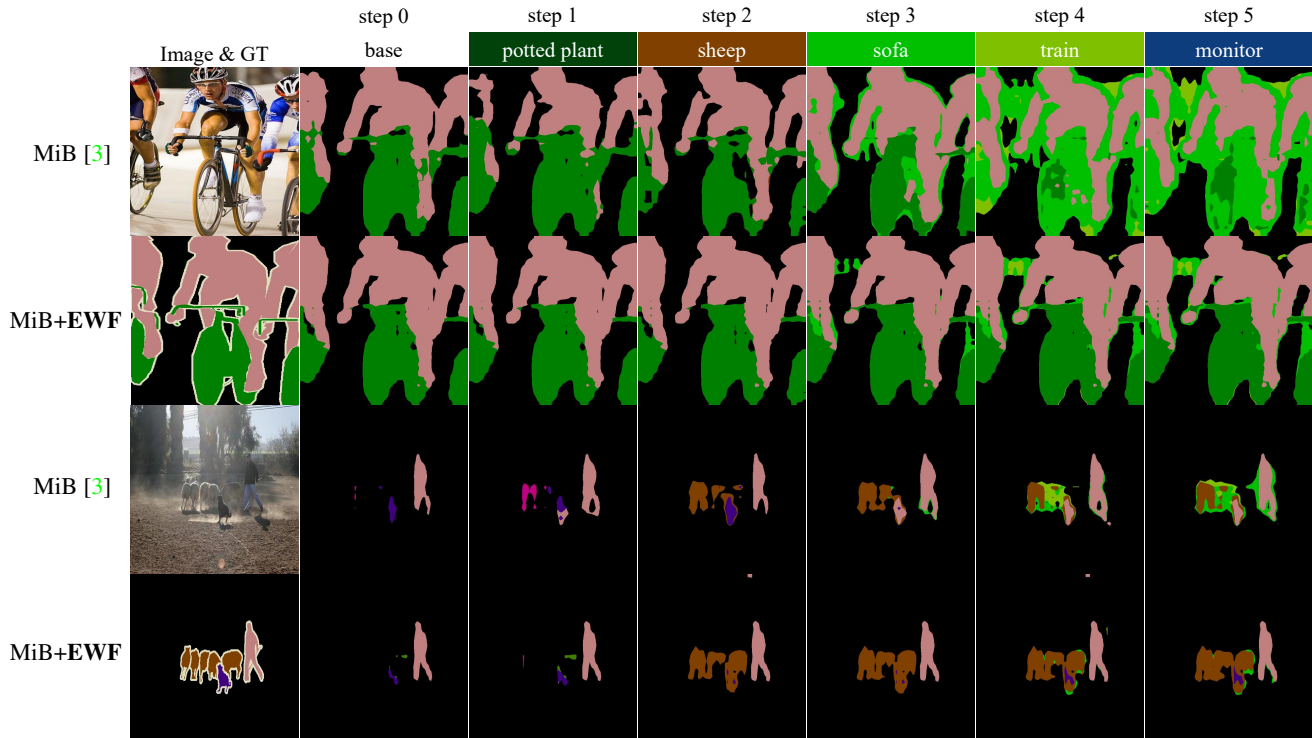 step 0 step 1 step 2 step 3 step 4 step 5
Image & GT base potted plant sheep sofa train monitor
MiB [3]
MiB+EWF
MiB [3]
MiB+EWF